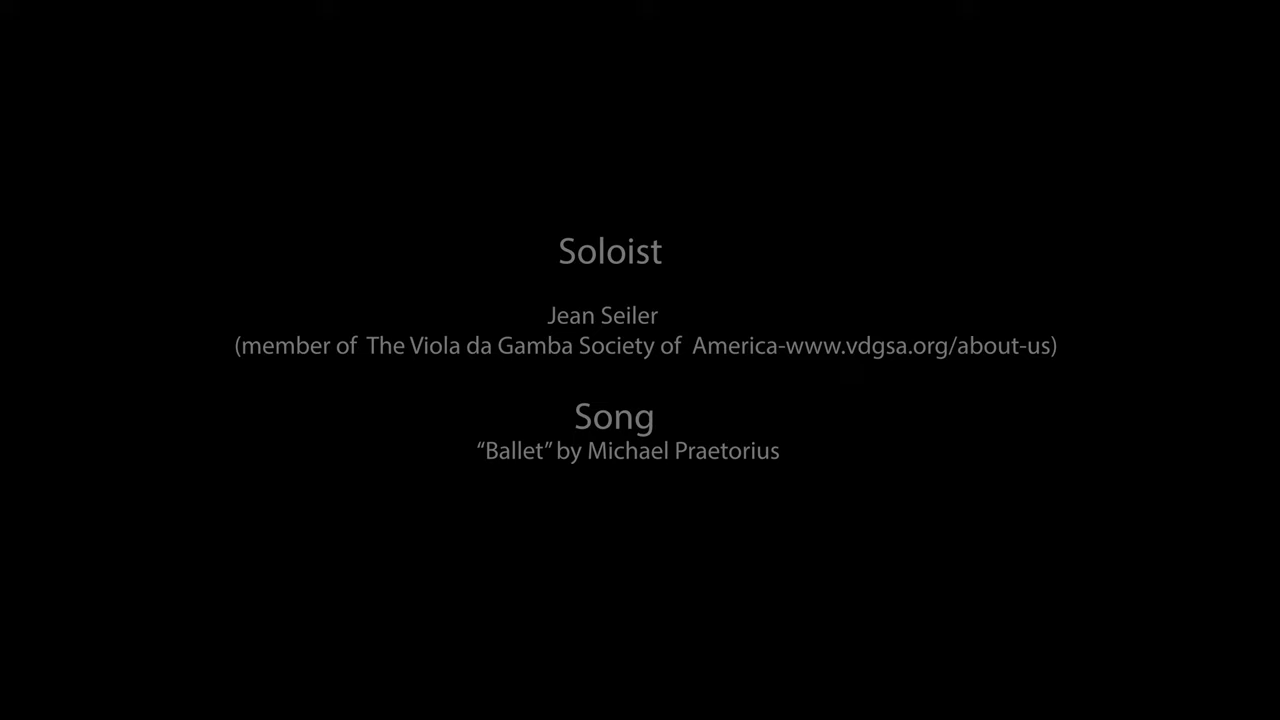 Soloist
Jean Seiler
(member of The Viola da Gamba Society of America-www.vdgsa.org/about-us)
Song
“Ballet” by Michael Praetorius